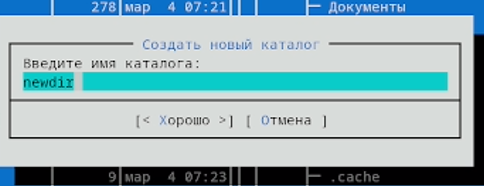 278 мар 4 07:21 Документы
Создать новый каталог
Введите имя каталога:
newdir
[< Хорошо >] [ Отмена ]
9 мар 4 07:23 .cache